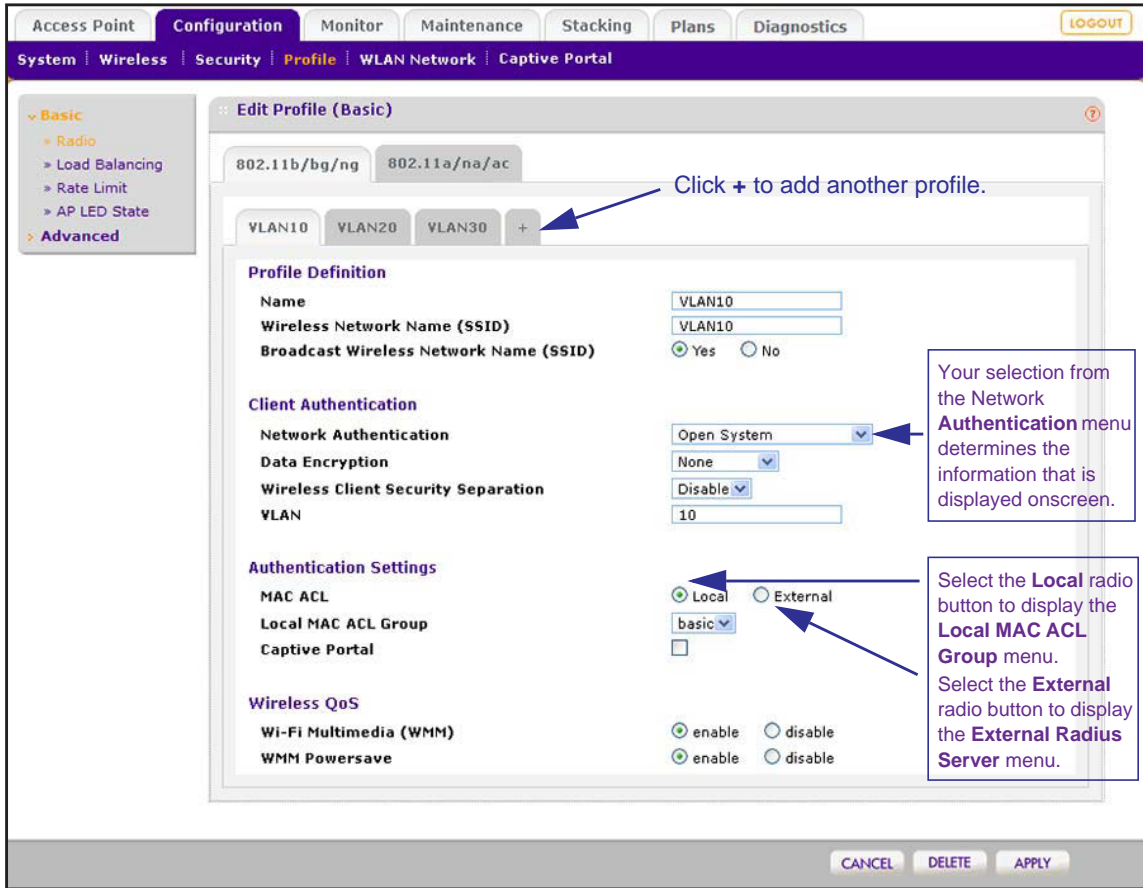 Access Point Configuration Monitor Maintenance Stacking Plans Diagnostics LOGOUT
System Wireless Security Profile WLAN Network Captive Portal
Basic
» Radio
» Load Balancing
» Rate Limit
» AP LED State
Advanced
Edit Profile (Basic) ?
802.11b/bg/ng 802.11a/na/ac
Click + to add another profile.
VLAN10 VLAN20 VLAN30 +
Profile Definition
Name VLAN10
Wireless Network Name (SSID) VLAN10
Broadcast Wireless Network Name (SSID) Yes No
Client Authentication
Network Authentication Open System
Data Encryption None
Wireless Client Security Separation Disable
VLAN 10
Your selection from
the Network
Authentication menu
determines the
information that is
displayed onscreen.
Authentication Settings
MAC ACL Local External
Local MAC ACL Group basic
Captive Portal
Select the Local radio
button to display the
Local MAC ACL
Group menu.
Select the External
radio button to display
the External Radius
Server menu.
Wireless QoS
Wi-Fi Multimedia (WMM) enable disable
WMM Powersave enable disable
CANCEL DELETE APPLY